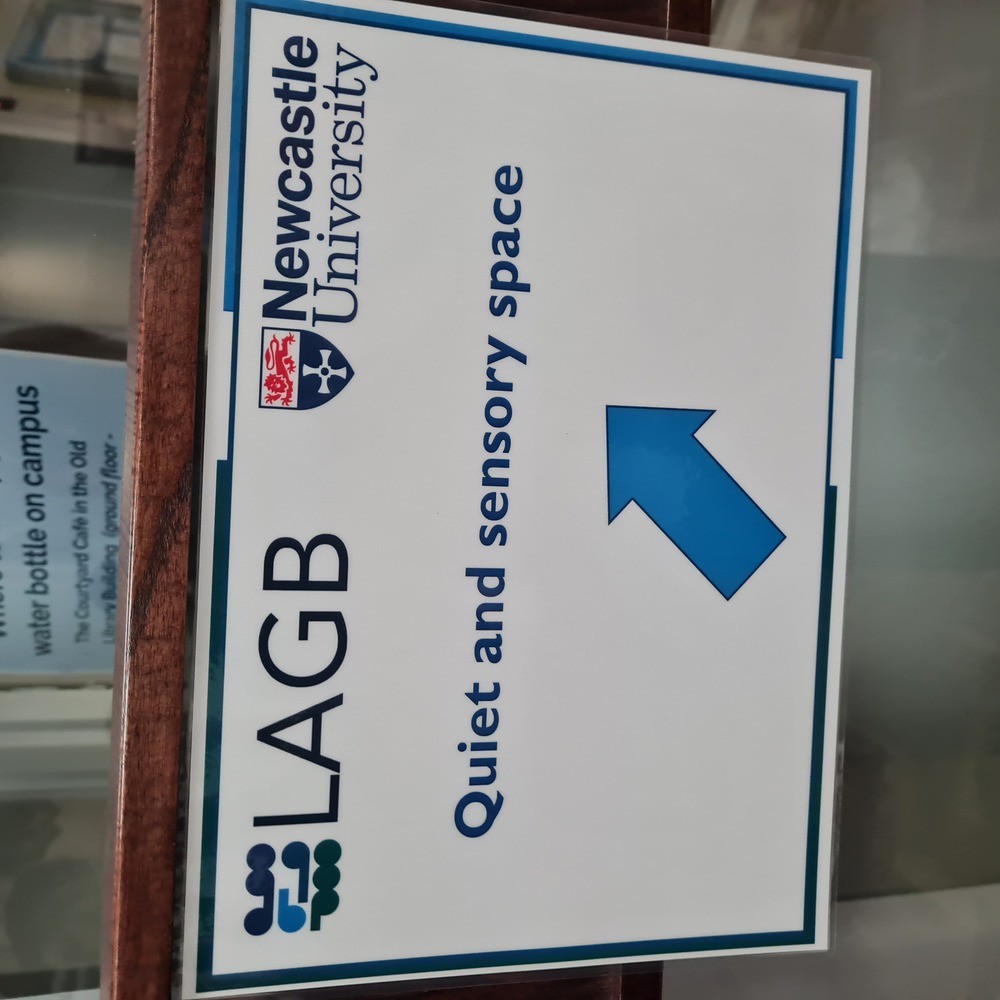 LAGB
Newcastle
University
Quiet and sensory space
water bottle on campus
The Courtyard Cafe in the Old
Library Building (ground floor -